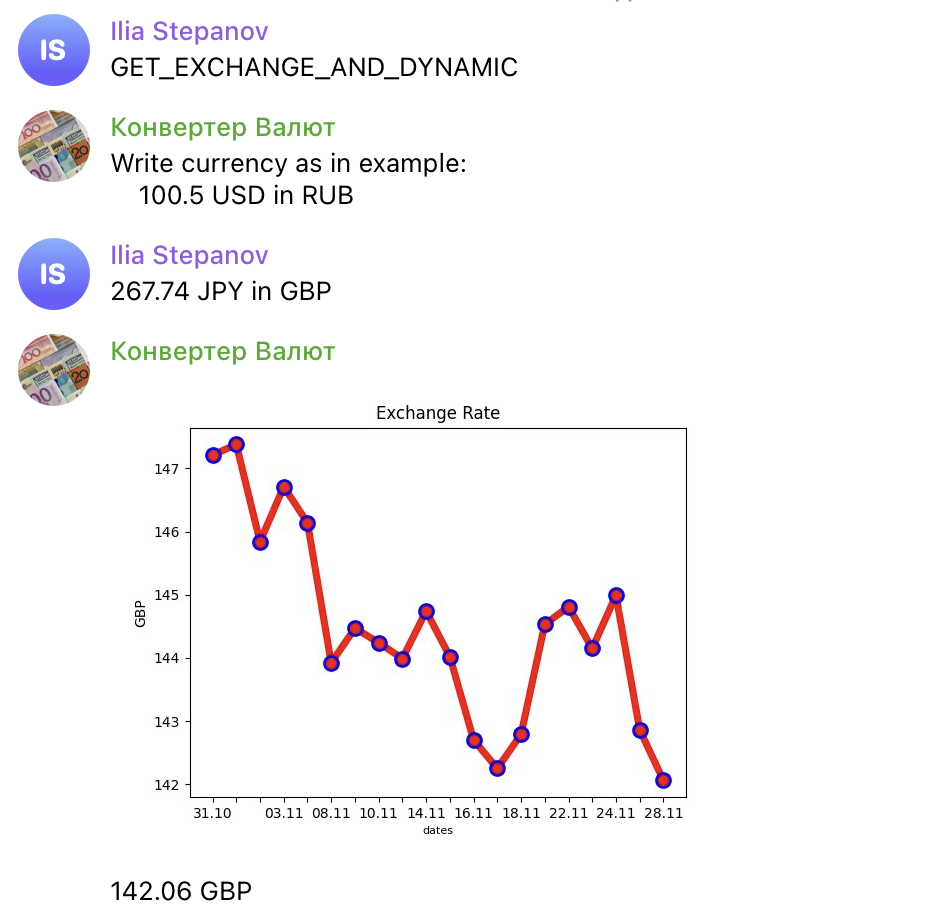 IS
Ilia Stepanov
GET_EXCHANGE_AND_DYNAMIC
Конвертер Валют
Write currency as in example:
100.5 USD in RUB
IS
Ilia Stepanov
267.74 JPY in GBP
Конвертер Валют
Exchange Rate
147
146
145
144
143
142
GBP
31.10 03.11 08.11 10.11 14.11 16.11 18.11 22.11 24.11 28.11
dates
142.06 GBP